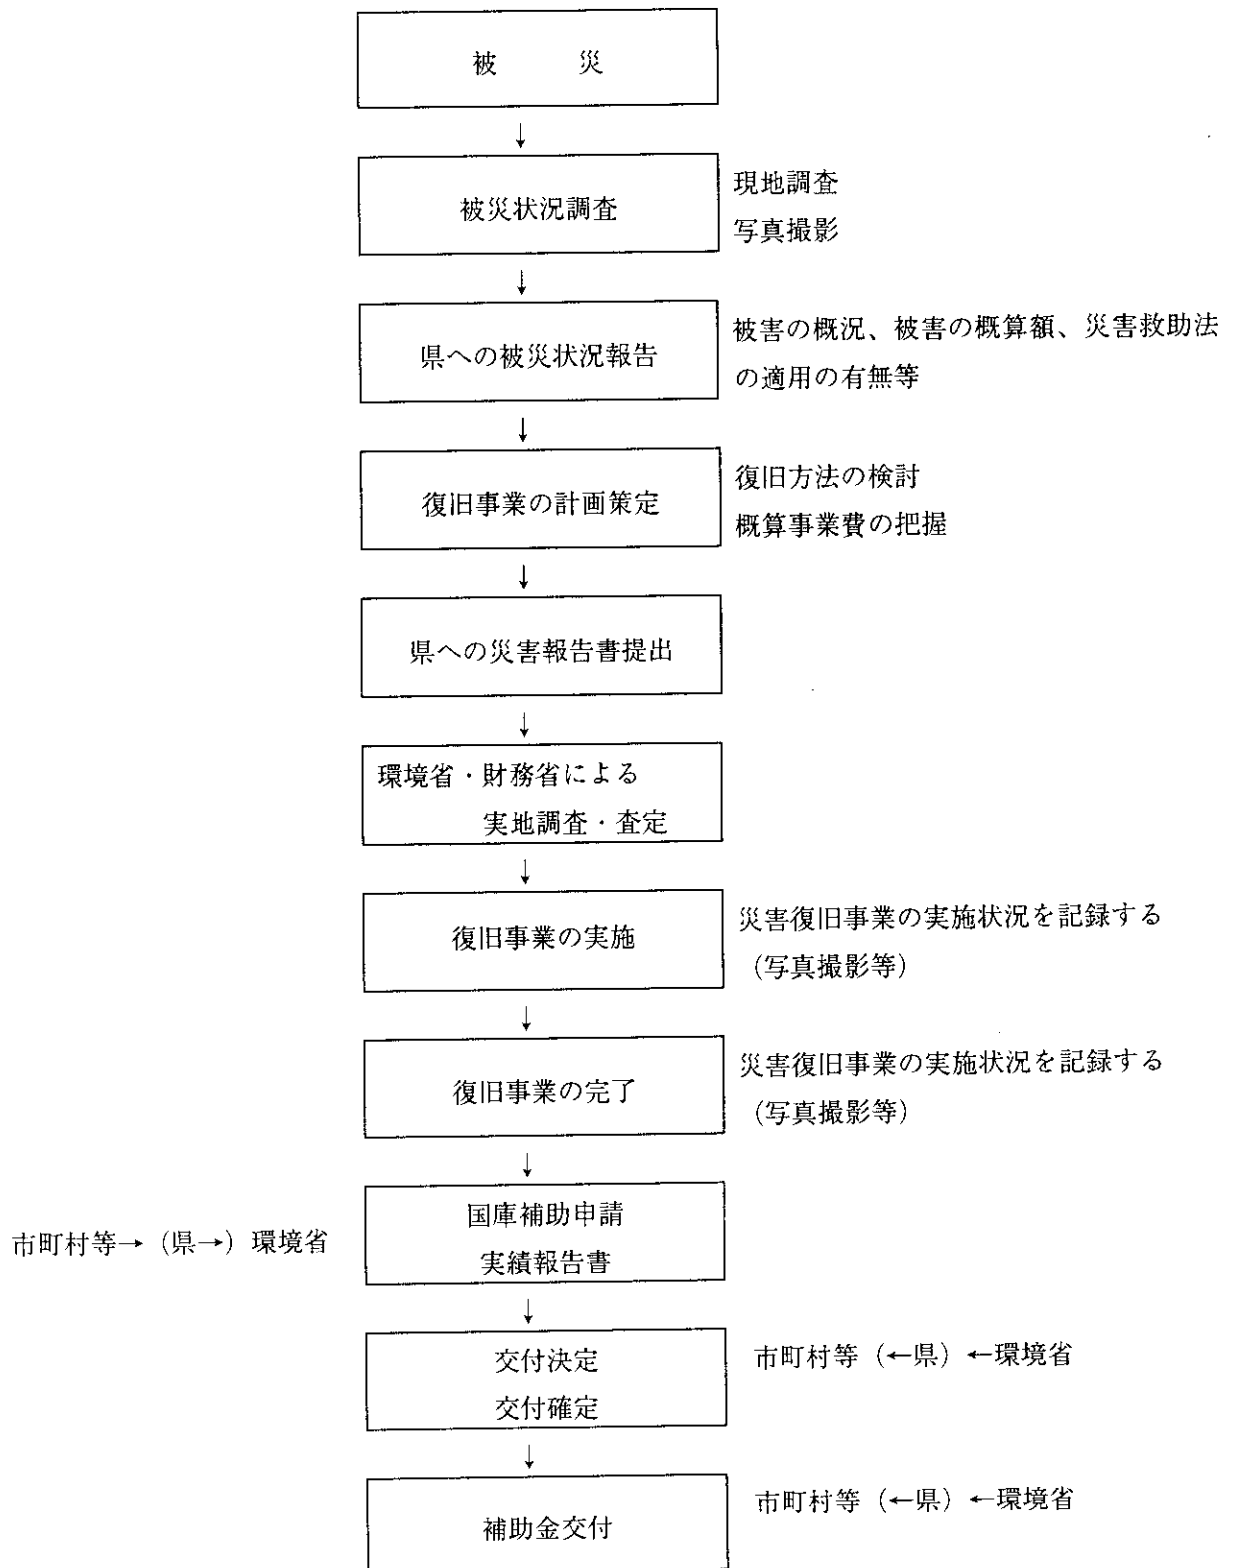 被　　災
↓
被災状況調査
現地調査
写真撮影
↓
県への被災状況報告
被害の概況、被害の概算額、災害救助法
の適用の有無等
↓
復旧事業の計画策定
復旧方法の検討
概算事業費の把握
↓
県への災害報告書提出
↓
環境省・財務省による
実地調査・査定
↓
復旧事業の実施
災害復旧事業の実施状況を記録する
（写真撮影等）
↓
復旧事業の完了
災害復旧事業の実施状況を記録する
（写真撮影等）
↓
市町村等→（県→）環境省
国庫補助申請
実績報告書
↓
交付決定
交付確定
市町村等（←県）←環境省
↓
補助金交付
市町村等（←県）←環境省